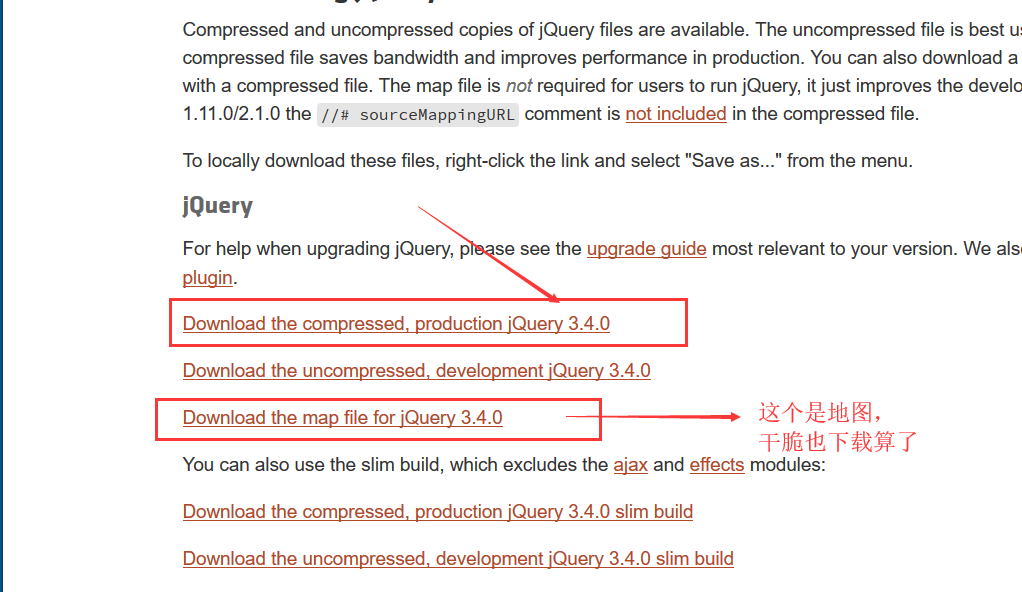 Compressed and uncompressed copies of jQuery files are available. The uncompressed file is best
compressed file saves bandwidth and improves performance in production. You can also download a
with a compressed file. The map file is not required for users to run jQuery, it just improves the
1.11.0/2.1.0 the //# sourceMappingURL comment is not included in the compressed file.
To locally download these files, right-click the link and select "Save as..." from the menu.
jQuery
For help when upgrading jQuery, please see the upgrade guide most relevant to your version. We
plugin.
Download the compressed, production jQuery 3.4.0
Download the uncompressed, development jQuery 3.4.0
Download the map file for jQuery 3.4.0
这个是地图，
干脆也下载算了
You can also use the slim build, which excludes the ajax and effects modules:
Download the compressed, production jQuery 3.4.0 slim build
Download the uncompressed, development jQuery 3.4.0 slim build